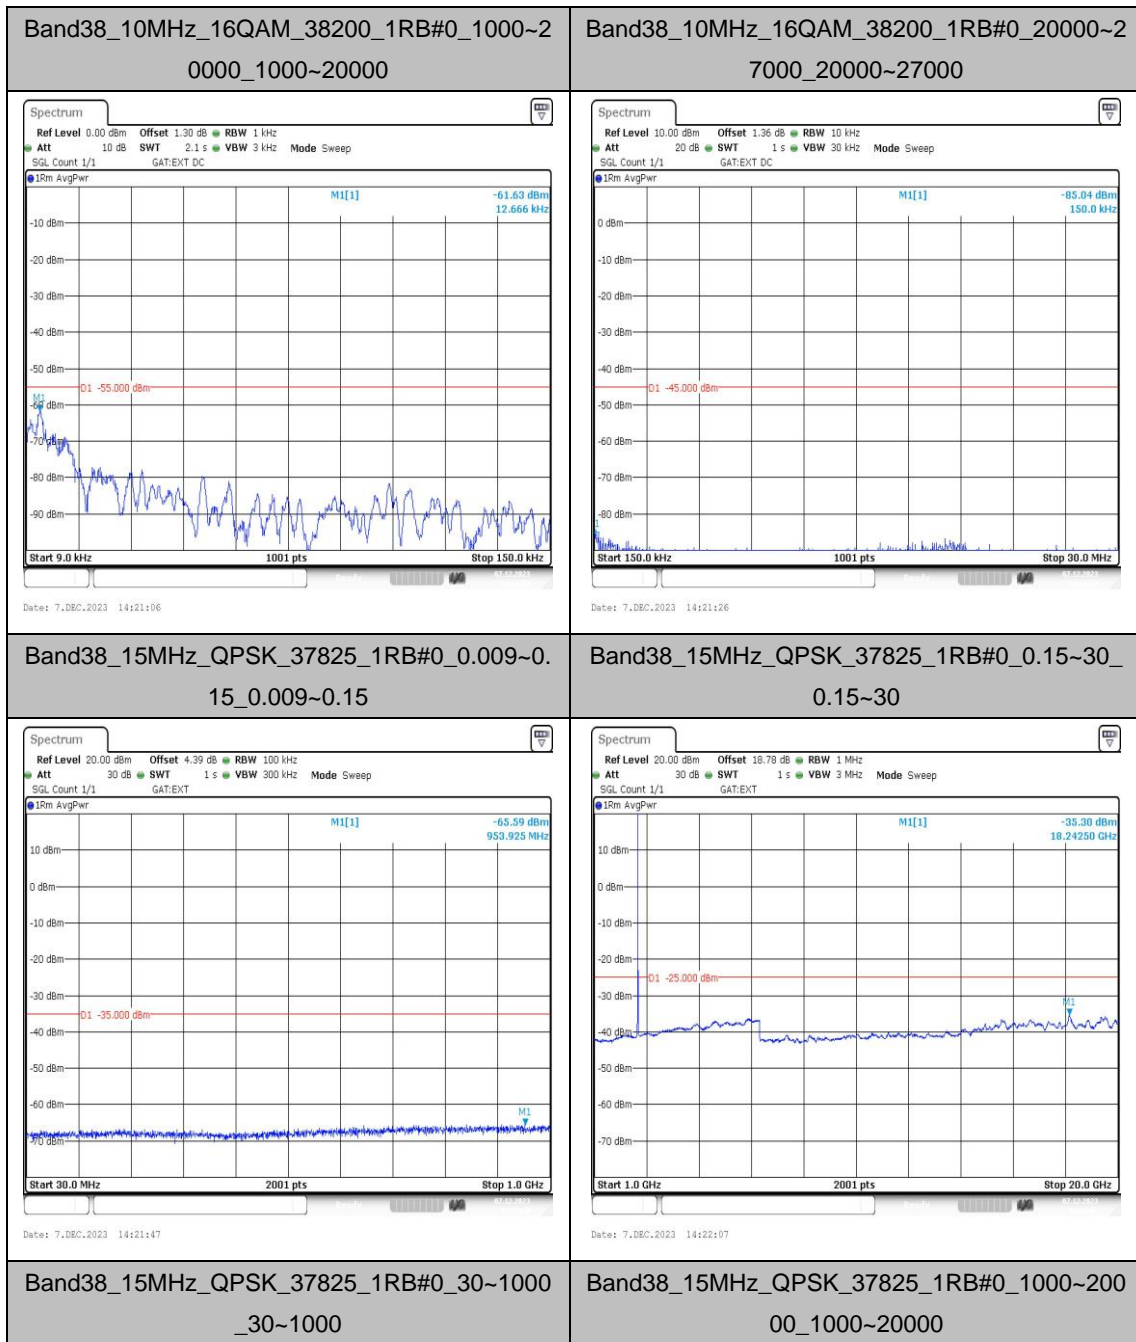 Band38_10MHz_16QAM_38200_1RB#0_1000~2
0000_1000~20000
Band38_10MHz_16QAM_38200_1RB#0_20000~2
7000_20000~27000
Spectrum
Ref Level 0.00 dBm Offset 1.30 dB RBW 1 kHz
Att 10 dB SWT 2.1 s VBW 3 kHz Mode Sweep
SGL Count 1/1 GAT:EXT DC
1Rm AvgPwr
M1[1] -61.63 dBm
12.666 kHz
-10 dBm
-20 dBm
-30 dBm
-40 dBm
-50 dBm
D1 -55.000 dBm
M1
-60 dBm
-70 dBm
-80 dBm
-90 dBm
Start 9.0 kHz 1001 pts Stop 150.0 kHz
Date: 7.DEC.2023 14:21:06
Spectrum
Ref Level 10.00 dBm Offset 1.36 dB RBW 10 kHz
Att 20 dB SWT 1 s VBW 30 kHz Mode Sweep
SGL Count 1/1 GAT:EXT DC
1Rm AvgPwr
M1[1] -85.04 dBm
150.0 kHz
0 dBm
-10 dBm
-20 dBm
-30 dBm
-40 dBm
D1 -45.000 dBm
-50 dBm
-60 dBm
-70 dBm
-80 dBm
Start 150.0 kHz 1001 pts Stop 30.0 MHz
Date: 7.DEC.2023 14:21:26
Band38_15MHz_QPSK_37825_1RB#0_0.009~0.
15_0.009~0.15
Band38_15MHz_QPSK_37825_1RB#0_0.15~30_
0.15~30
Spectrum
Ref Level 20.00 dBm Offset 4.39 dB RBW 100 kHz
Att 30 dB SWT 1 s VBW 300 kHz Mode Sweep
SGL Count 1/1 GAT:EXT
1Rm AvgPwr
M1[1] -65.59 dBm
953.925 MHz
10 dBm
0 dBm
-10 dBm
-20 dBm
-30 dBm
D1 -35.000 dBm
-40 dBm
-50 dBm
-60 dBm
M1
-70 dBm
Start 30.0 MHz 2001 pts Stop 1.0 GHz
Date: 7.DEC.2023 14:21:47
Spectrum
Ref Level 20.00 dBm Offset 18.78 dB RBW 1 MHz
Att 30 dB SWT 1 s VBW 3 MHz Mode Sweep
SGL Count 1/1 GAT:EXT
1Rm AvgPwr
M1[1] -35.30 dBm
18.24250 GHz
10 dBm
0 dBm
-10 dBm
-20 dBm
D1 -25.000 dBm
-30 dBm
M1
-40 dBm
-50 dBm
-60 dBm
-70 dBm
Start 1.0 GHz 2001 pts Stop 20.0 GHz
Date: 7.DEC.2023 14:22:07
Band38_15MHz_QPSK_37825_1RB#0_30~1000
_30~1000
Band38_15MHz_QPSK_37825_1RB#0_1000~200
00_1000~20000